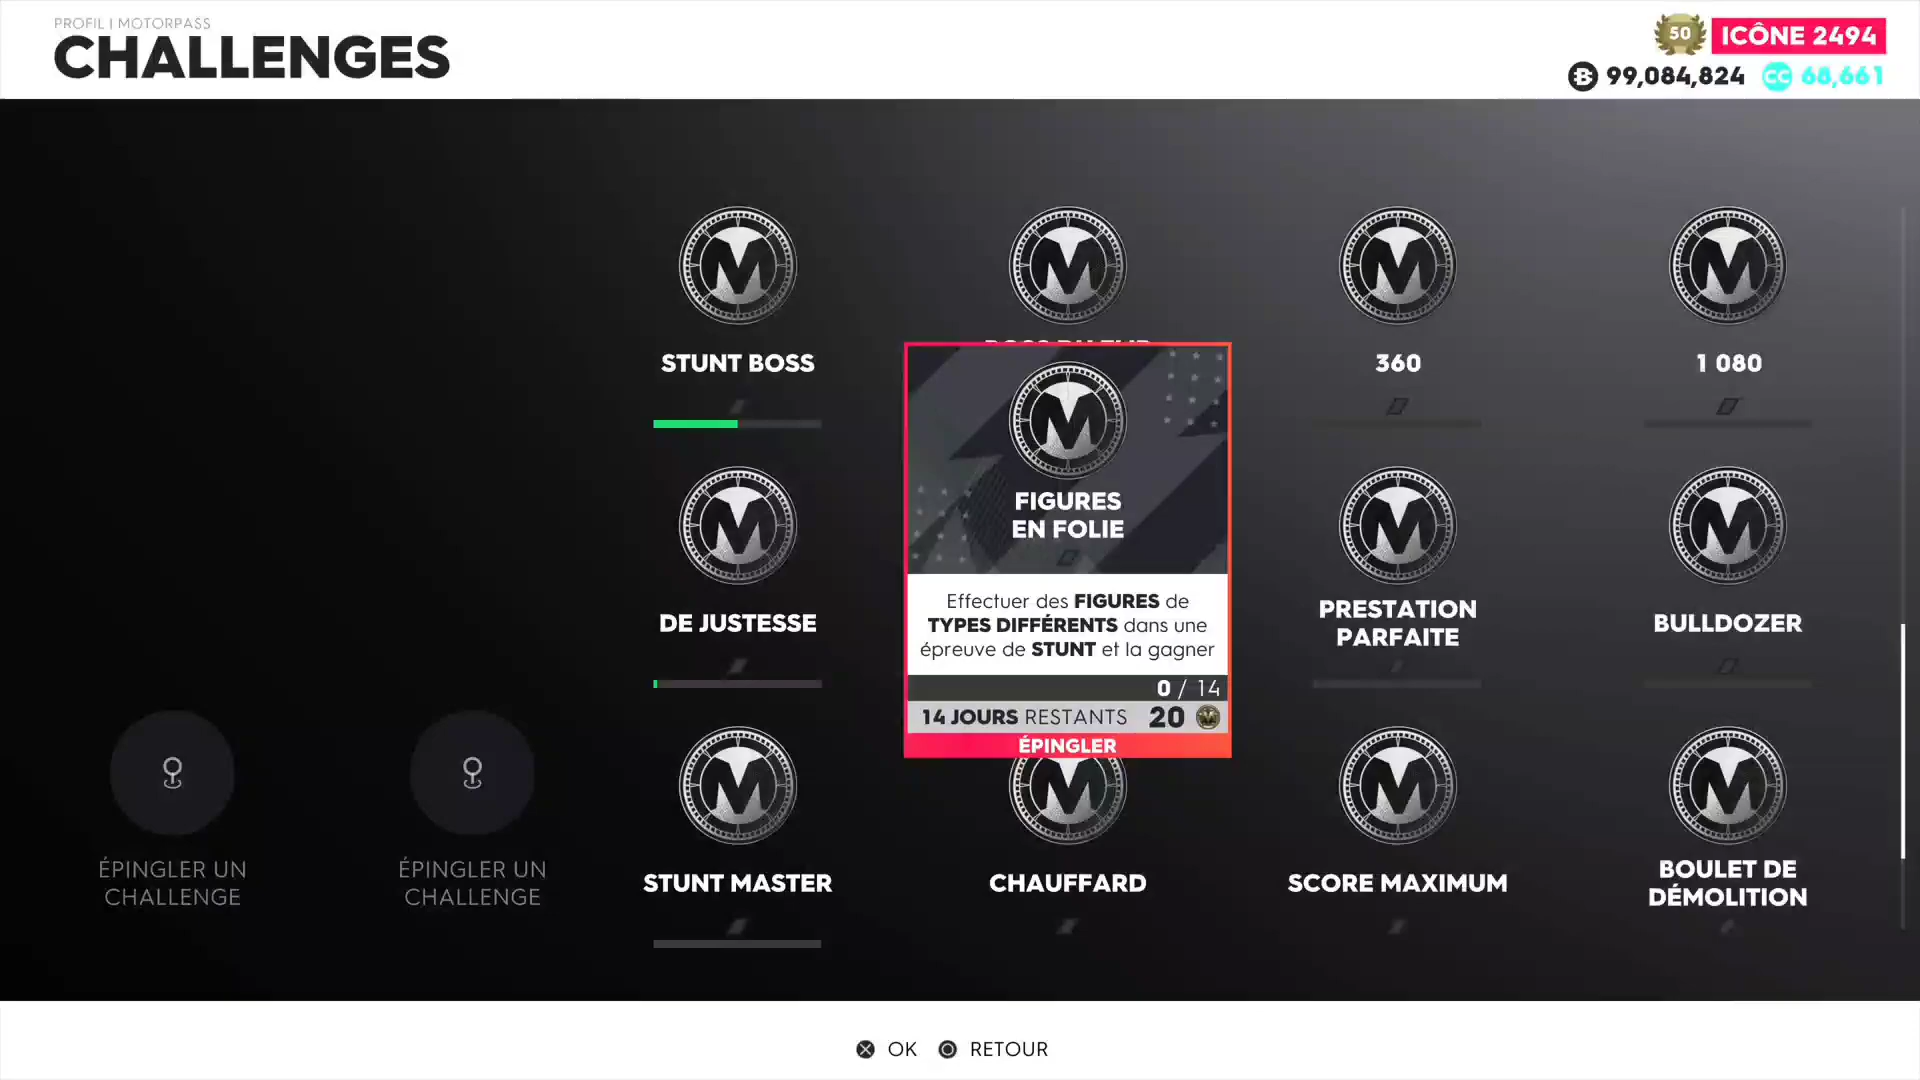 PROFIL | MOTORPASS
CHALLENGES
50
ICÔNE 2494
99,084,824
CC
68,661
STUNT BOSS
360
1 080
FIGURES
EN FOLIE
Effectuer des FIGURES de
TYPES DIFFÉRENTS dans une
épreuve de STUNT et la gagner
0 / 14
14 JOURS RESTANTS
20
ÉPINGLER
DE JUSTESSE
PRESTATION
PARFAITE
BULLDOZER
ÉPINGLER UN
CHALLENGE
ÉPINGLER UN
CHALLENGE
STUNT MASTER
CHAUFFARD
SCORE MAXIMUM
BOULET DE
DÉMOLITION
OK
RETOUR